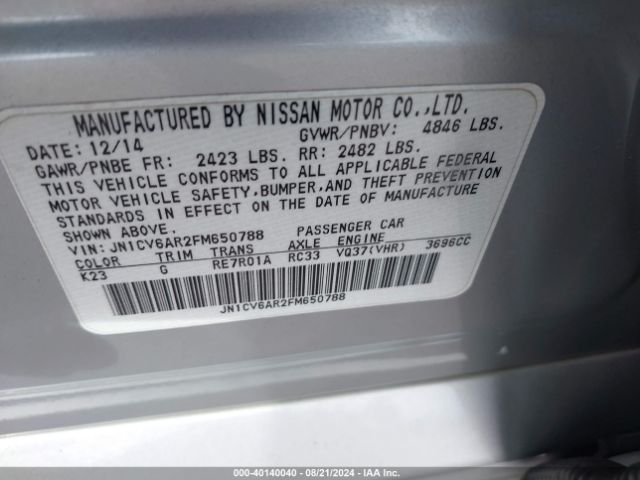 MANUFACTURED BY NISSAN MOTOR CO.,LTD.
DATE: 12/14 GVWR/PNBV: 4846 LBS.
GAWR/PNBE FR: 2423 LBS. RR: 2482 LBS.
THIS VEHICLE CONFORMS TO ALL APPLICABLE FEDERAL
MOTOR VEHICLE SAFETY,BUMPER,AND THEFT PREVENTION
STANDARDS IN EFFECT ON THE DATE OF MANUFACTURE
SHOWN ABOVE.
VIN: JN1CV6AR2FM650788 PASSENGER CAR
COLOR TRIM TRANS AXLE ENGINE
K23 G RE7R01A RC33 VQ37(VHR) 3696CC
JN1CV6AR2FM650788
000-40140040 - 08/21/2024 - IAA Inc.